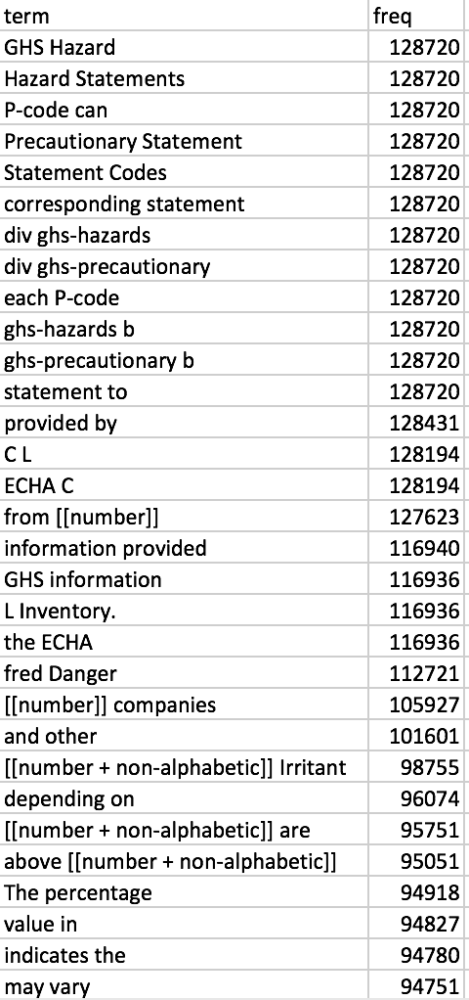 term freq
GHS Hazard 128720
Hazard Statements 128720
P-code can 128720
Precautionary Statement 128720
Statement Codes 128720
corresponding statement 128720
div ghs-hazards 128720
div ghs-precautionary 128720
each P-code 128720
ghs-hazards b 128720
ghs-precautionary b 128720
statement to 128720
provided by 128431
C L 128194
ECHA C 128194
from [[number]] 127623
information provided 116940
GHS information 116936
L Inventory. 116936
the ECHA 116936
fred Danger 112721
[[number]] companies 105927
and other 101601
[[number + non-alphabetic]] Irritant 98755
depending on 96074
[[number + non-alphabetic]] are 95751
above [[number + non-alphabetic]] 95051
The percentage 94918
value in 94827
indicates the 94780
may vary 94751